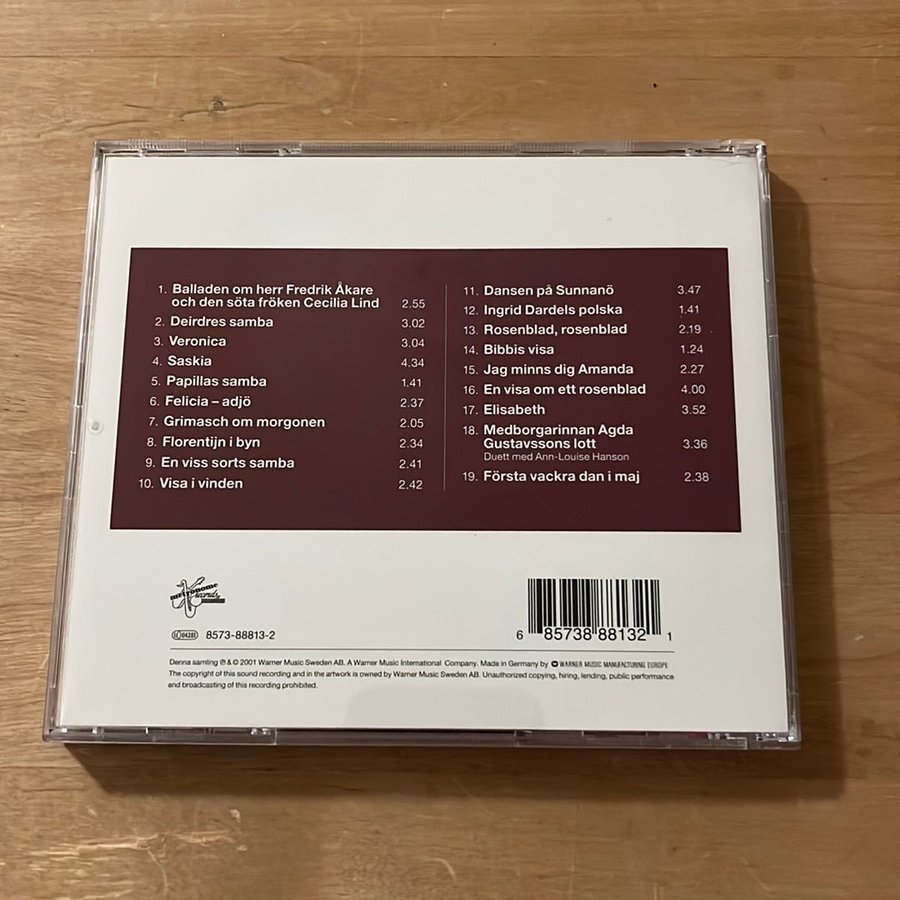 1. Balladen om herr Fredrik Åkare
och den söta fröken Cecilia Lind 2.55
2. Deirdres samba 3.02
3. Veronica 3.04
4. Saskia 4.34
5. Papillas samba 1.41
6. Felicia – adjö 2.37
7. Grimasch om morgonen 2.05
8. Florentijn i byn 2.34
9. En viss sorts samba 2.41
10. Visa i vinden 2.42
11. Dansen på Sunnanö 3.47
12. Ingrid Dardels polska 1.41
13. Rosenblad, rosenblad 2.19
14. Bibbis visa 1.24
15. Jag minns dig Amanda 2.27
16. En visa om ett rosenblad 4.00
17. Elisabeth 3.52
18. Medborgarinnan Agda
Gustavssons lott 3.36
Duett med Ann-Louise Hanson
19. Första vackra dan i maj 2.38
metronome
records
8573-88813-2
6 85738 88132 1
Denna samling ℗ & © 2001 Warner Music Sweden AB. A Warner Music International Company. Made in Germany by WARNER MUSIC MANUFACTURING EUROPE
The copyright of this sound recording and in the artwork is owned by Warner Music Sweden AB. Unauthorized copying, hiring, lending, public performance
and broadcasting of this recording prohibited.